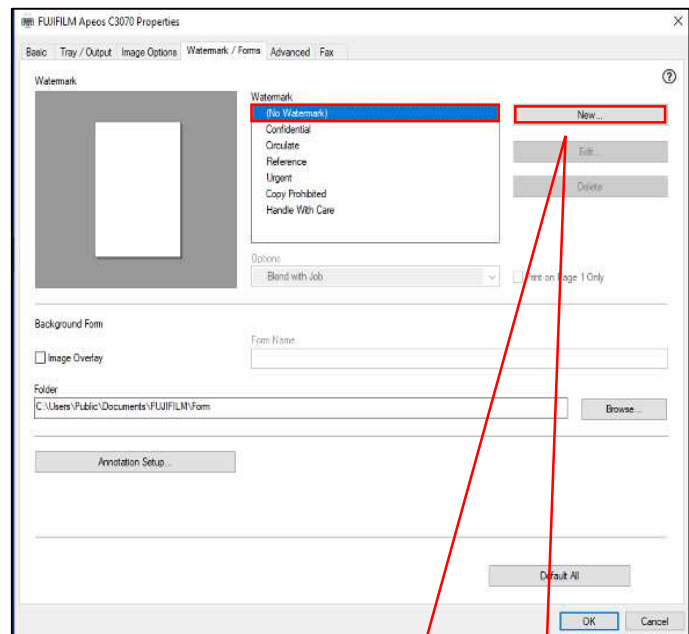 FUJIFILM Apeos C3070 Properties
Basic Tray / Output Image Options Watermark / Forms Advanced Fax
Watermark
Watermark
(No Watermark)
Confidential
Circulate
Reference
Urgent
Copy Prohibited
Handle With Care
New...
Edit...
Delete
Options
Blend with Job
Print on Page 1 Only
Background Form
Form Name
Image Overlay
Folder
C:\Users\Public\Documents\FUJIFILM\Form
Browse...
Annotation Setup...
Default All
OK Cancel